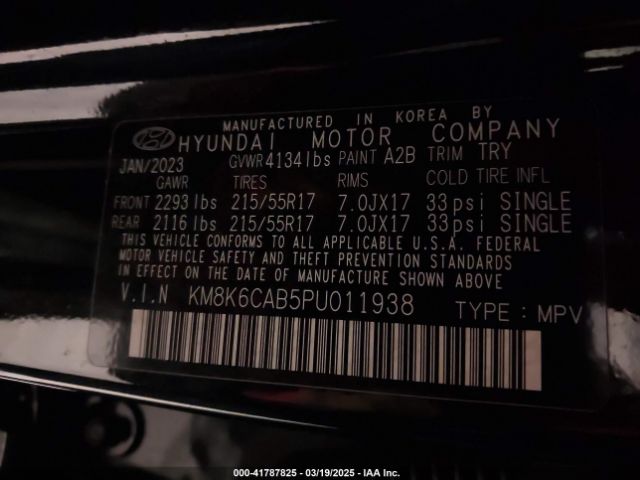 MANUFACTURED IN KOREA BY
HYUNDAI MOTOR COMPANY
JAN/2023 GVWR 4134lbs PAINT A2B TRIM TRY
GAWR TIRES RIMS COLD TIRE INFL
FRONT 2293 lbs 215/55R17 7.0JX17 33psi SINGLE
REAR 2116 lbs 215/55R17 7.0JX17 33psi SINGLE
THIS VEHICLE CONFORMS TO ALL APPLICABLE U.S.A. FEDERAL
MOTOR VEHICLE SAFETY AND THEFT PREVENTION STANDARDS
IN EFFECT ON THE DATE OF MANUFACTURE SHOWN ABOVE
V.I.N KM8K6CAB5PU011938 TYPE : MPV
000-41787825 - 03/19/2025 - IAA Inc.